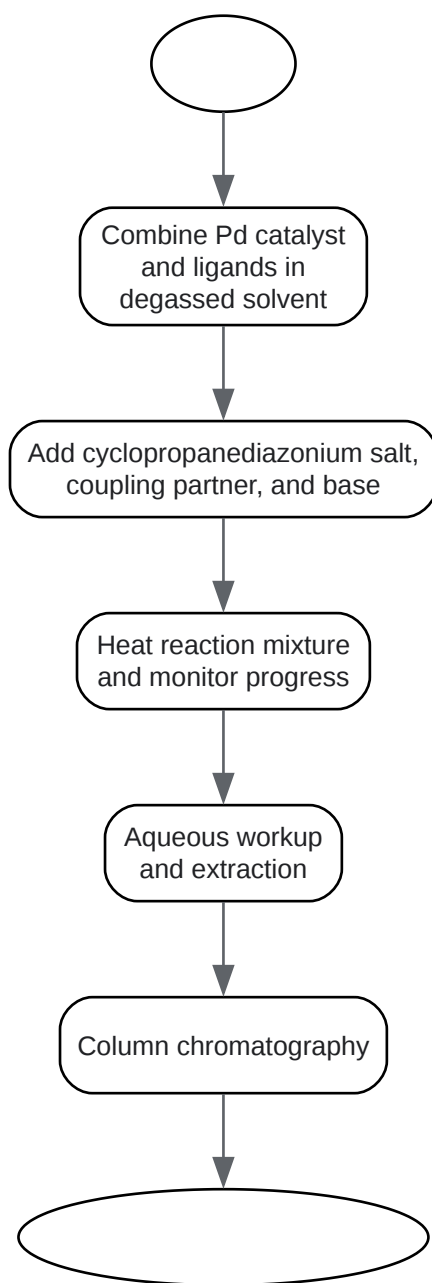 Combine Pd catalyst
and ligands in
degassed solvent
Add cyclopropanediazonium salt,
coupling partner, and base
Heat reaction mixture
and monitor progress
Aqueous workup
and extraction
Column chromatography